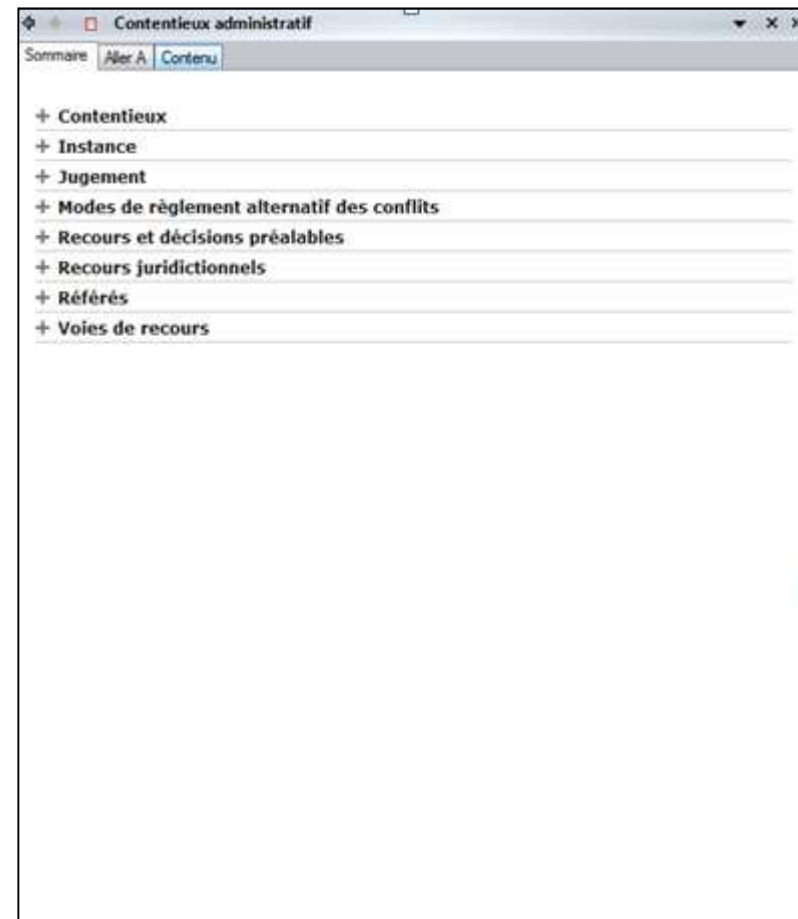 Contentieux administratif
Sommaire Aller A Contenu
Contentieux
Instance
Jugement
Modes de règlement alternatif des conflits
Recours et décisions préalables
Recours juridictionnels
Référés
Voies de recours